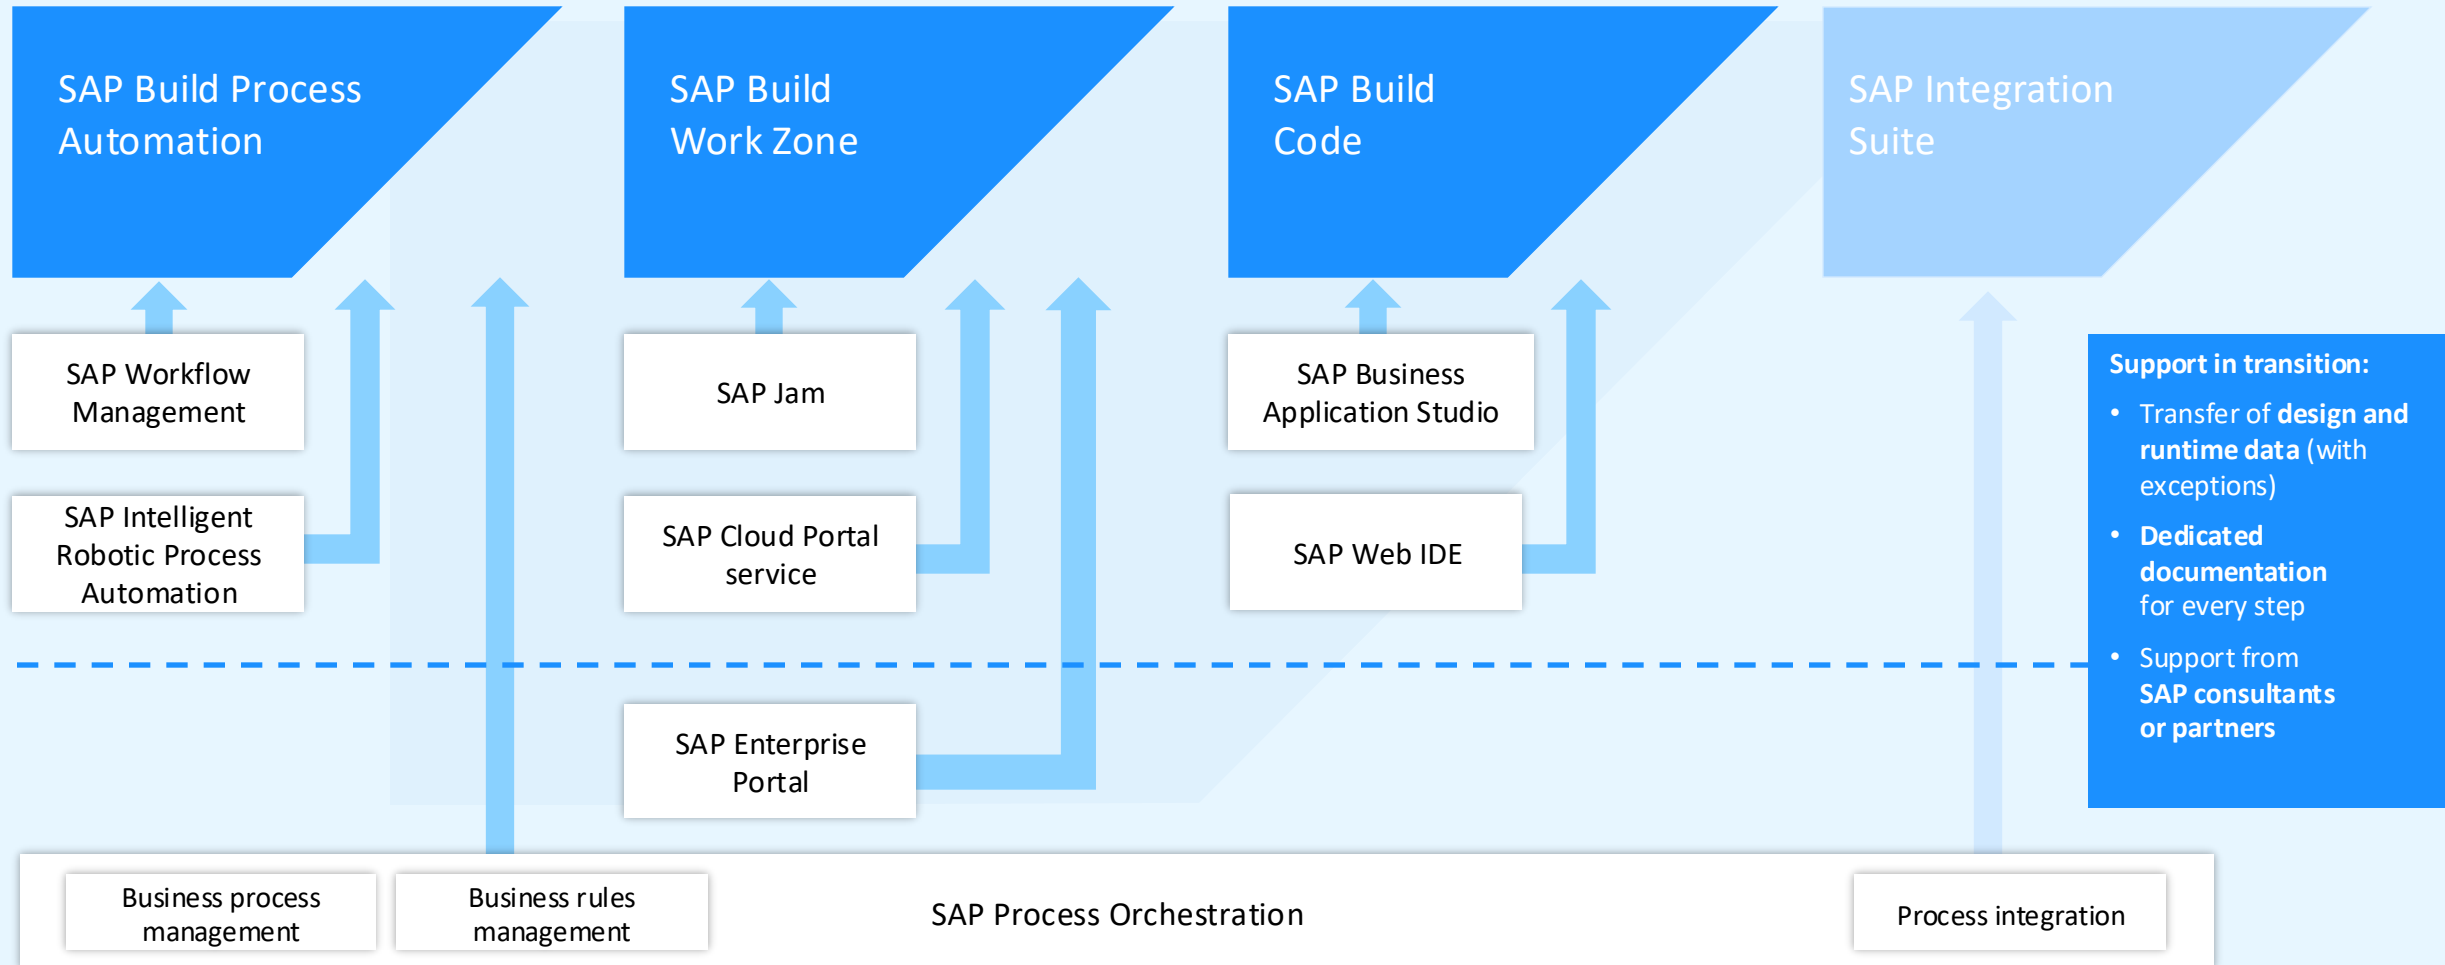 SAP Build Process
Automation
SAP Build
Work Zone
SAP Build
Code
SAP Integration
Suite
SAP Workflow
Management
SAP Jam
SAP Business
Application Studio
SAP Intelligent
Robotic Process
Automation
SAP Cloud Portal
service
SAP Web IDE
SAP Enterprise
Portal
Support in transition:
• Transfer of design and
runtime data (with
exceptions)
• Dedicated
documentation
for every step
• Support from
SAP consultants
or partners
Business process
management
Business rules
management
SAP Process Orchestration
Process integration